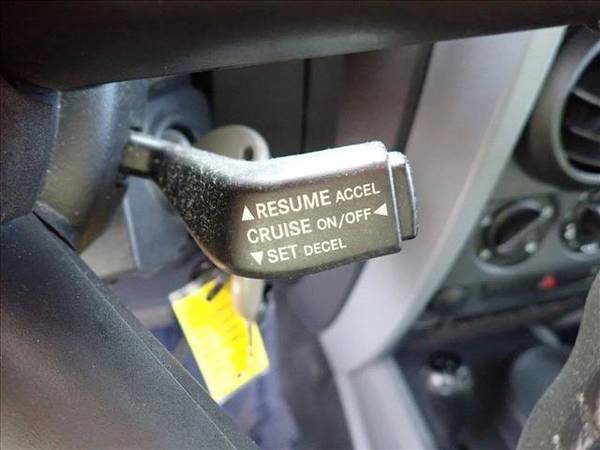 ▲RESUME ACCEL
CRUISE ON/OFF◀
▼SET DECEL